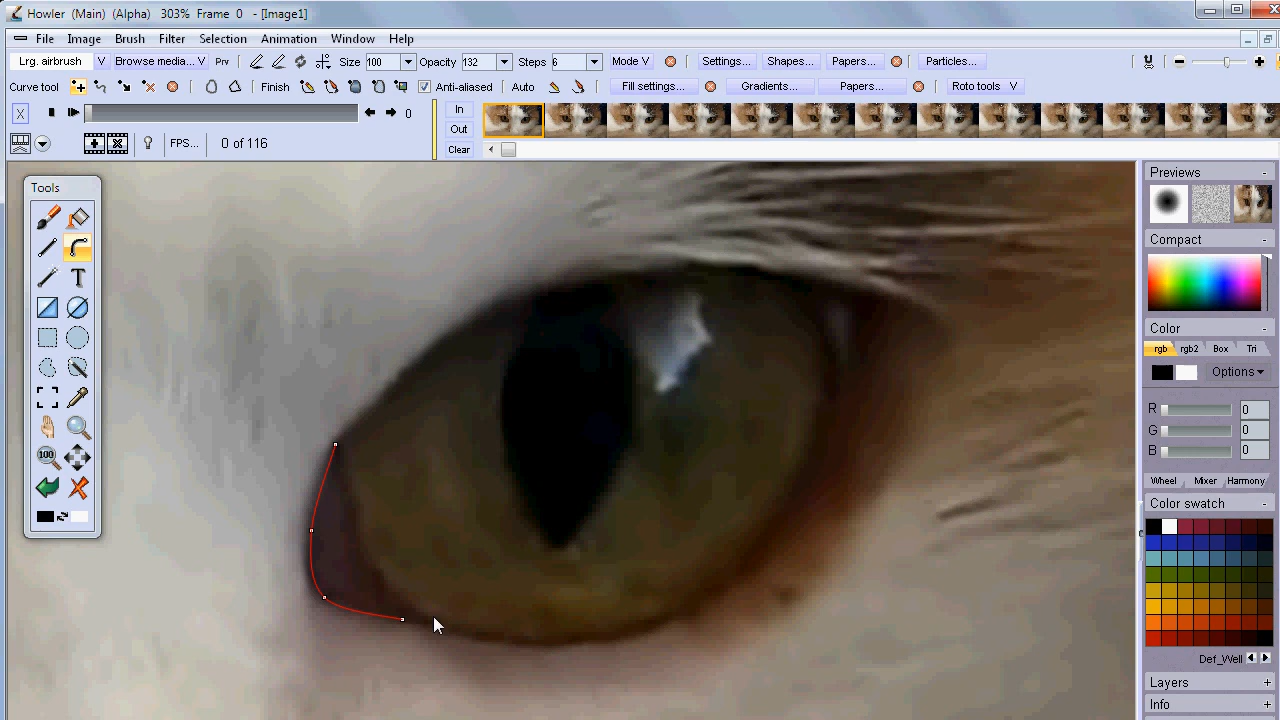 Howler (Main) (Alpha) 303% Frame 0 - [Image1]
File Image Brush Filter Selection Animation Window Help
Lrg. airbrush V V Prv Size 100 Opacity 132 Steps 6 Mode V Settings... Shapes... Papers... Particles...
Curve tool Finish Anti-aliased Auto Fill settings... Gradients... Papers... Roto tools V
X 0 In
Out
FPS... 0 of 116 Clear
Tools
T
100
Previews -
Compact -
Color -
rgb rgb2 Box Tri
Options
R 0
G 0
B 0
Wheel Mixer Harmony
Color swatch -
Def_Well
Layers +
Info +